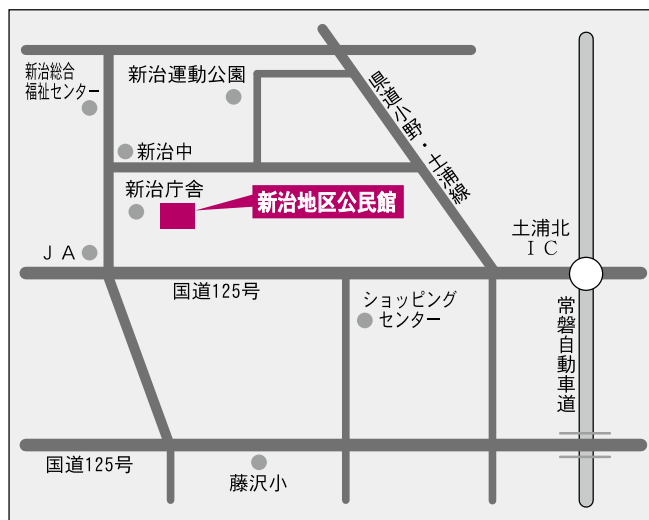 新治総合
福祉センター
新治運動公園
県道小野・土浦線
新治中
新治庁舎
新治地区公民館
土浦北
ＩＣ
ＪＡ
国道125号
ショッピング
センター
常磐自動車道
国道125号
藤沢小